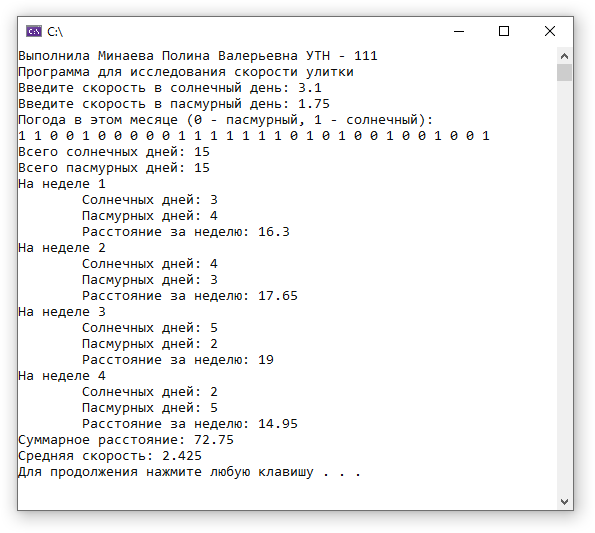 C:\
Выполнила Минаева Полина Валерьевна УТН - 111
Программа для исследования скорости улитки
Введите скорость в солнечный день: 3.1
Введите скорость в пасмурный день: 1.75
Погода в этом месяце (0 - пасмурный, 1 - солнечный):
1 1 0 0 1 0 0 0 0 0 1 1 1 1 1 1 1 0 1 0 1 0 0 1 0 0 1 0 0 1
Всего солнечных дней: 15
Всего пасмурных дней: 15
На неделе 1
Солнечных дней: 3
Пасмурных дней: 4
Расстояние за неделю: 16.3
На неделе 2
Солнечных дней: 4
Пасмурных дней: 3
Расстояние за неделю: 17.65
На неделе 3
Солнечных дней: 5
Пасмурных дней: 2
Расстояние за неделю: 19
На неделе 4
Солнечных дней: 2
Пасмурных дней: 5
Расстояние за неделю: 14.95
Суммарное расстояние: 72.75
Средняя скорость: 2.425
Для продолжения нажмите любую клавишу . . .